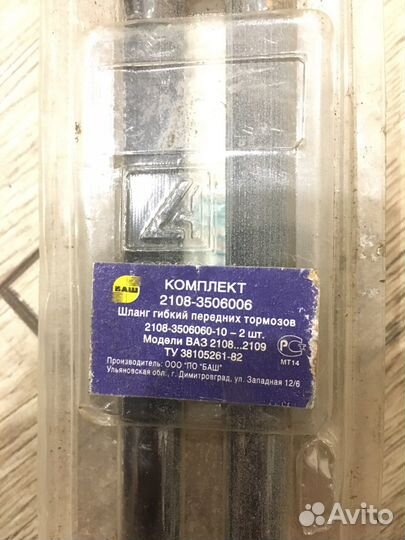 БАШ
КОМПЛЕКТ
2108-3506006
Шланг гибкий передних тормозов
2108-3506060-10 – 2 шт.
Модели ВАЗ 2108...2109
ТУ 38105261-82
Производитель: ООО "ПО "БАШ"
Ульяновская обл., г. Димитровград, ул. Западная 12/6
МТ14
Avito